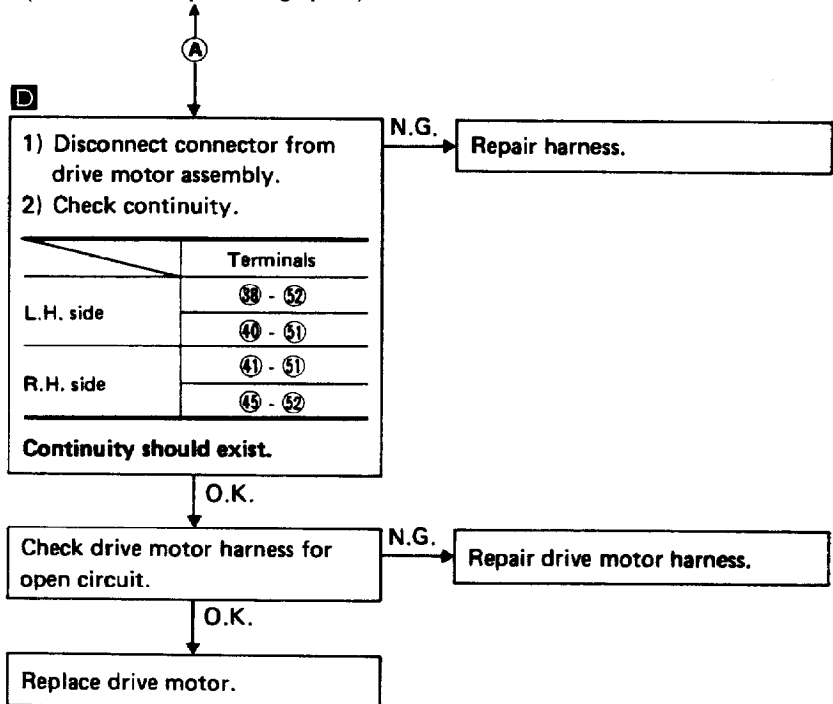 A
D
1) Disconnect connector from
drive motor assembly.
2) Check continuity.
Terminals
L.H. side
38 - 52
40 - 51
R.H. side
41 - 51
45 - 52
Continuity should exist.
N.G.
Repair harness.
O.K.
Check drive motor harness for
open circuit.
N.G.
Repair drive motor harness.
O.K.
Replace drive motor.